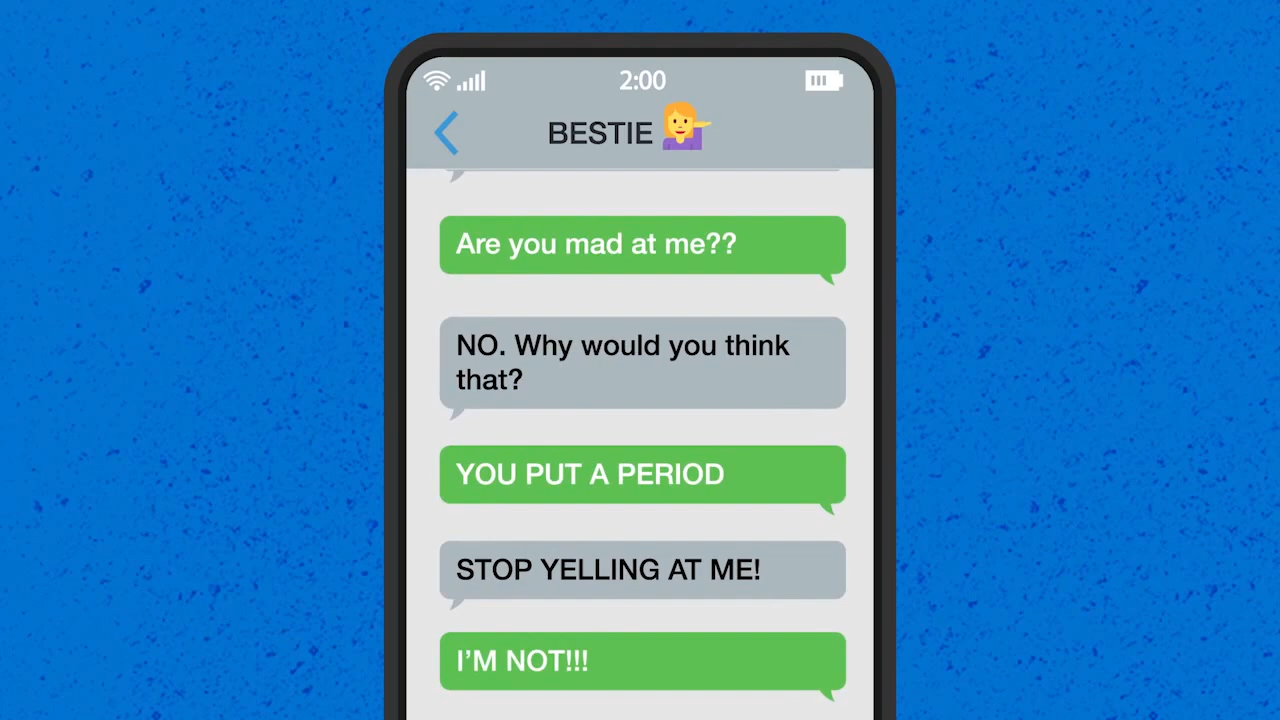 2:00
BESTIE 💁‍♀️
Are you mad at me??
NO. Why would you think
that?
YOU PUT A PERIOD
STOP YELLING AT ME!
I’M NOT!!!